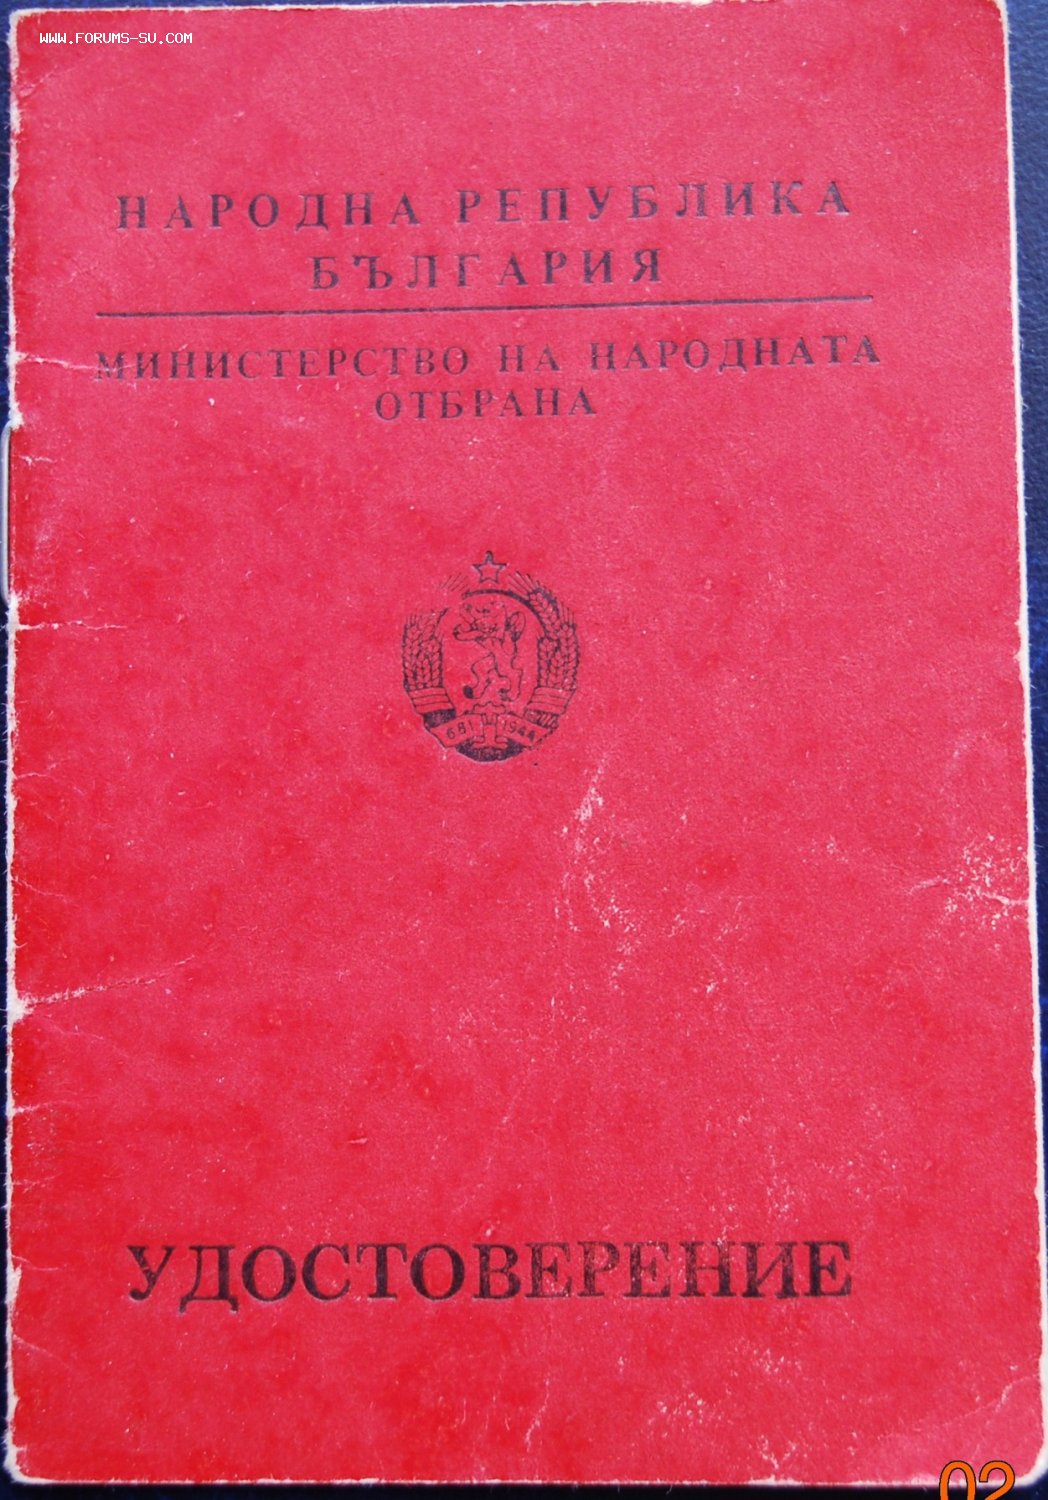 WWW.FORUMS-SU.COM
НАРОДНА РЕПУБЛИКА
БЪЛГАРИЯ
МИНИСТЕРСТВО НА НАРОДНАТА
ОТБРАНА
681 1944
УДОСТОВЕРЕНИЕ
02